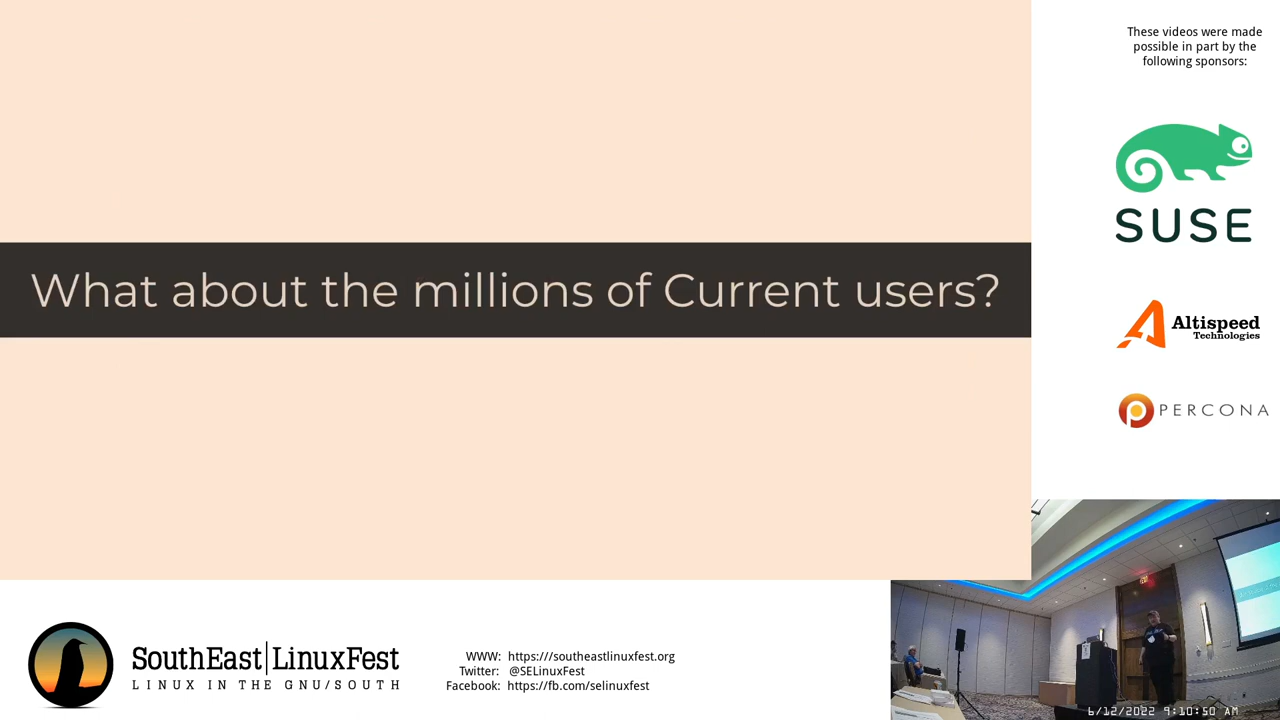 These videos were made
possible in part by the
following sponsors:
SUSE
Altispeed
Technologies
PERCONA
What about the millions of Current users?
SouthEast|LinuxFest
LINUX IN THE GNU/SOUTH
WWW: https:///southeastlinuxfest.org
Twitter: @SELinuxFest
Facebook: https://fb.com/selinuxfest
6/12/2022 9:10:50 AM